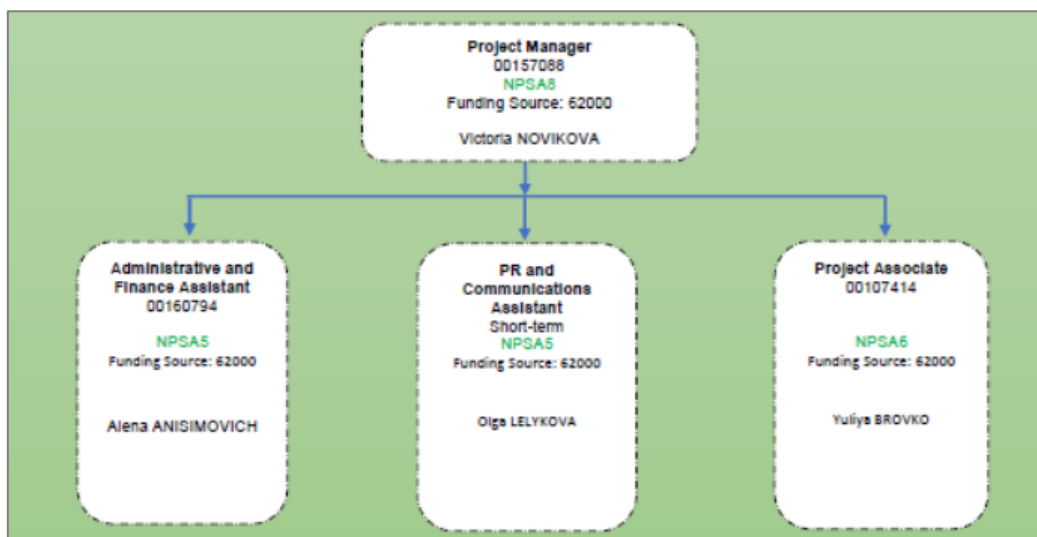 Project Manager
00157088
NPSA8
Funding Source: 62000
Victoria NOVIKOVA
Administrative and
Finance Assistant
00160794
NPSA5
Funding Source: 62000
Alena ANISIMOVICH
PR and
Communications
Assistant
Short-term
NPSA5
Funding Source: 62000
Olga LELYKOVA
Project Associate
00107414
NPSA6
Funding Source: 62000
Yuliya BROVKO